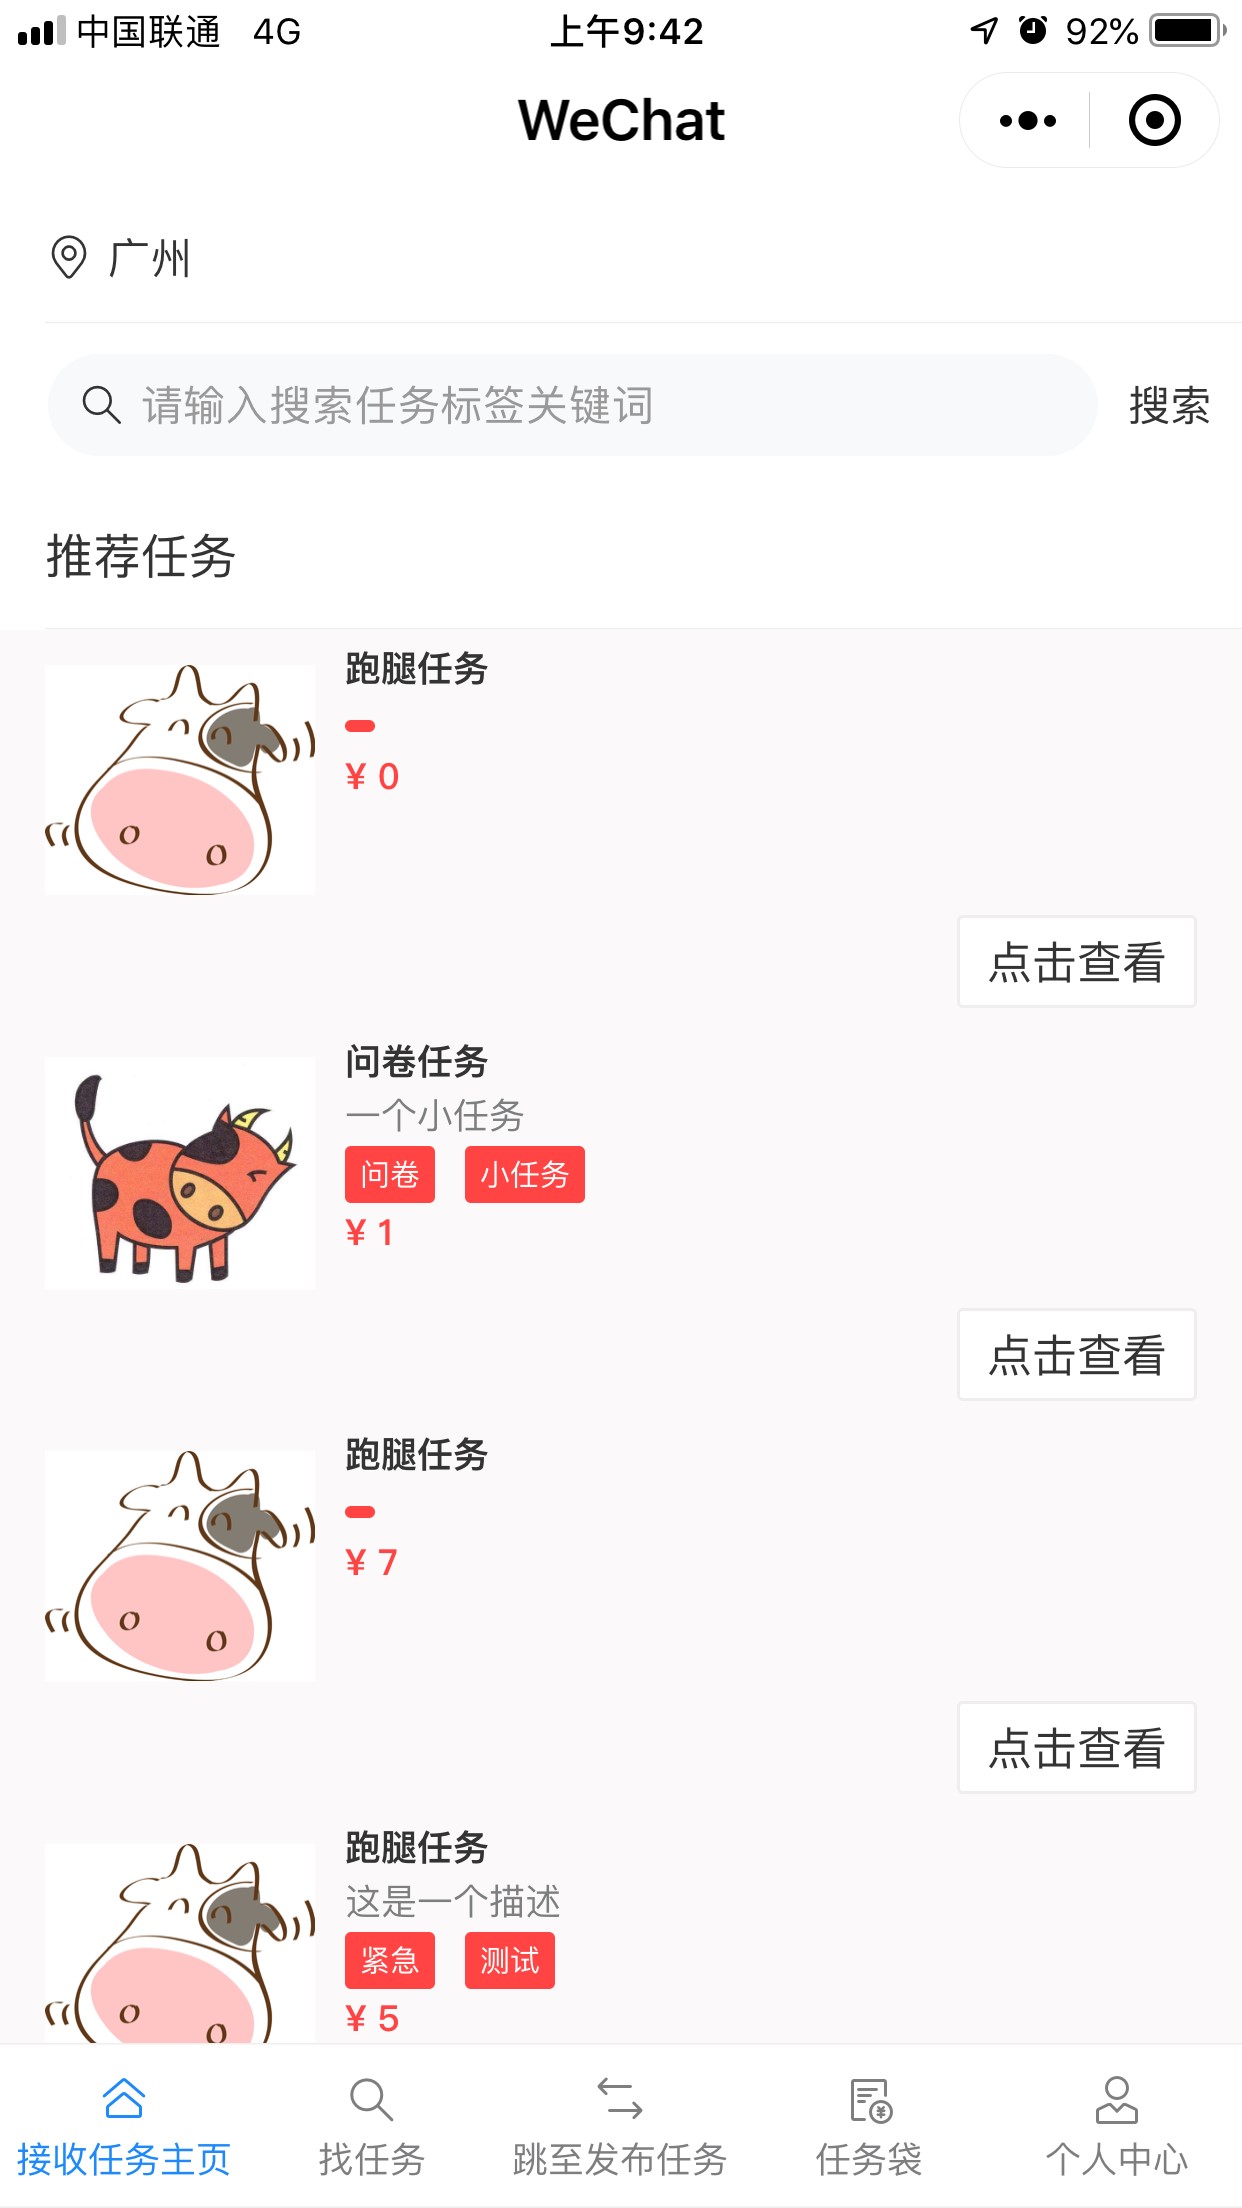 中国联通 4G 上午9:42 92%
WeChat
广州
请输入搜索任务标签关键词 搜索
推荐任务
跑腿任务
¥ 0
点击查看
问卷任务
一个小任务
问卷 小任务
¥ 1
点击查看
跑腿任务
¥ 7
点击查看
跑腿任务
这是一个描述
紧急 测试
¥ 5
接收任务主页 找任务 跳至发布任务 任务袋 个人中心